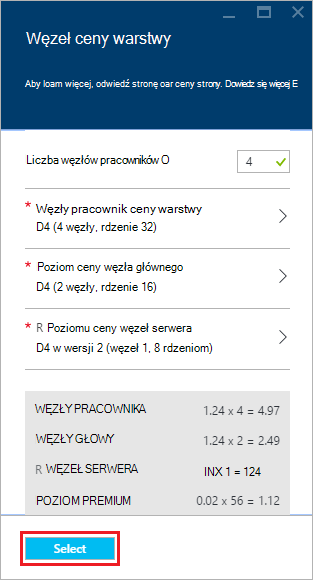 Węzeł ceny warstwy
Aby loam więcej, odwiedź stronę oar ceny strony. Dowiedz się więcej E
Liczba węzłów pracowników O
4
* Węzły pracownik ceny warstwy
D4 (4 węzły, rdzenie 32)
* Poziom ceny węzła głównego
D4 (2 węzły, rdzenie 16)
* R Poziomu ceny węzeł serwera
D4 w wersji 2 (węzeł 1, 8 rdzeniom)
WĘZŁY PRACOWNIKA 1.24 x 4 = 4.97
WĘZŁY GŁOWY 1.24 x 2 = 2.49
R WĘZEŁ SERWERA INX 1 = 124
POZIOM PREMIUM 0.02 x 56 = 1.12
Select